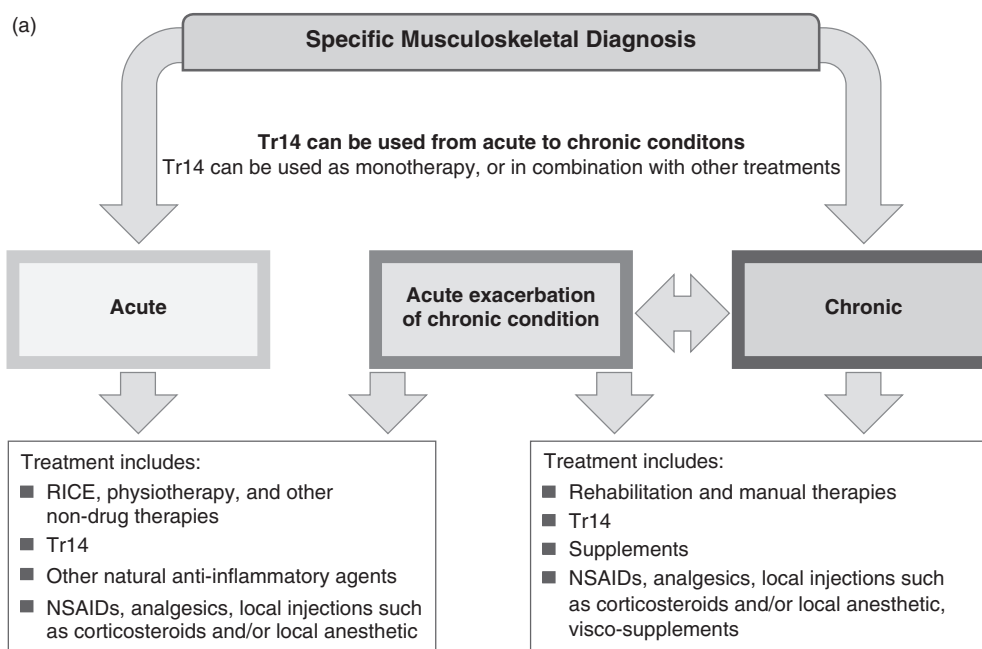 (a)
Specific Musculoskeletal Diagnosis
Tr14 can be used from acute to chronic conditons
Tr14 can be used as monotherapy, or in combination with other treatments
Acute
Acute exacerbation
of chronic condition
Chronic
Treatment includes:
■ RICE, physiotherapy, and other
non-drug therapies
■ Tr14
■ Other natural anti-inflammatory agents
■ NSAIDs, analgesics, local injections such
as corticosteroids and/or local anesthetic
Treatment includes:
■ Rehabilitation and manual therapies
■ Tr14
■ Supplements
■ NSAIDs, analgesics, local injections such
as corticosteroids and/or local anesthetic,
visco-supplements